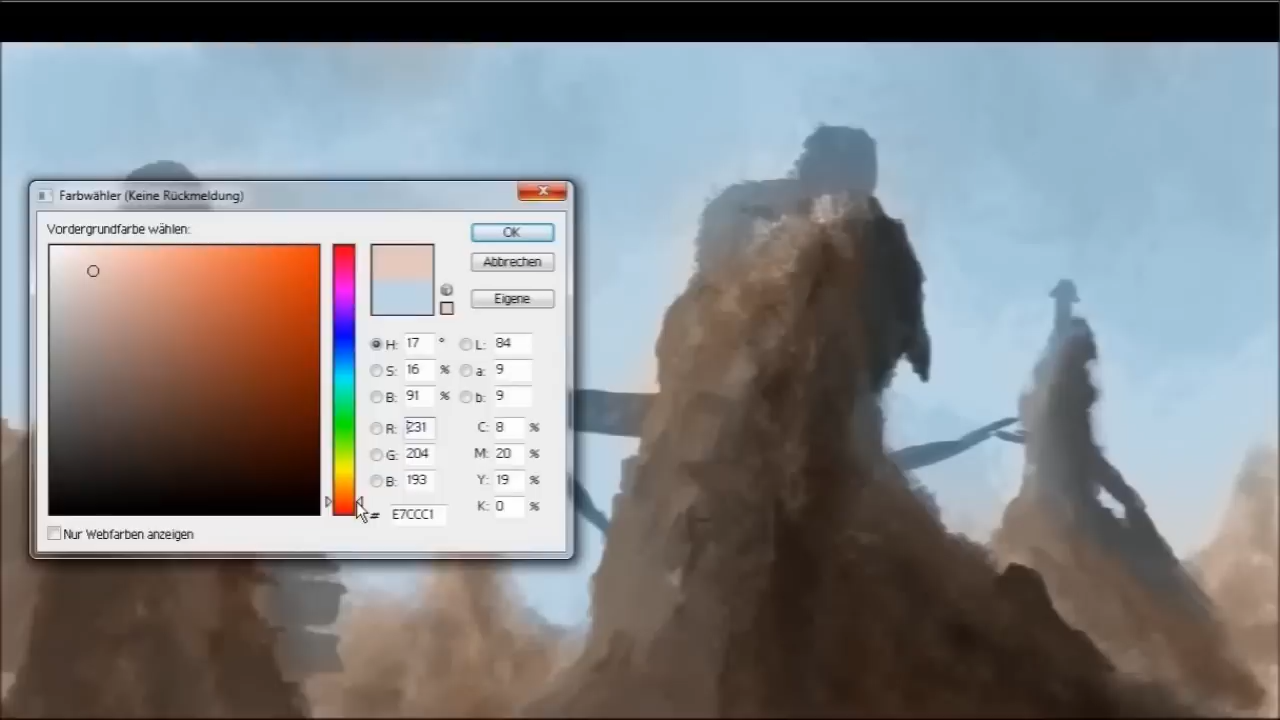 Farbwähler (Keine Rückmeldung)
Vordergrundfarbe wählen:
OK
Abbrechen
Eigene
H: 17 °
L: 84
S: 16 %
a: 9
B: 91 %
b: 9
R: 231
C: 8 %
G: 204
M: 20 %
B: 193
Y: 19 %
# E7CCC1
K: 0 %
Nur Webfarben anzeigen